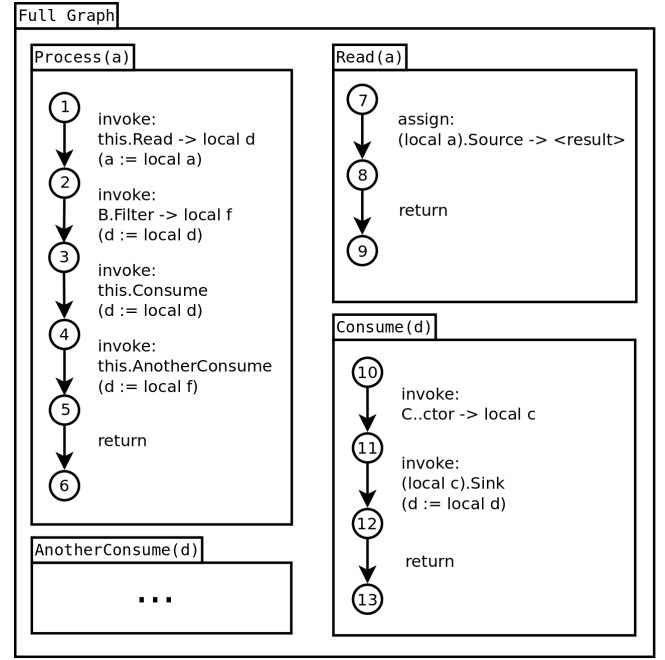 Full Graph
Process(a)
1
invoke:
this.Read -> local d
(a := local a)
2
invoke:
B.Filter -> local f
(d := local d)
3
invoke:
this.Consume
(d := local d)
4
invoke:
this.AnotherConsume
(d := local f)
5
return
6
AnotherConsume(d)
...
Read(a)
7
assign:
(local a).Source -> <result>
8
return
9
Consume(d)
10
invoke:
C..ctor -> local c
11
invoke:
(local c).Sink
(d := local d)
12
return
13